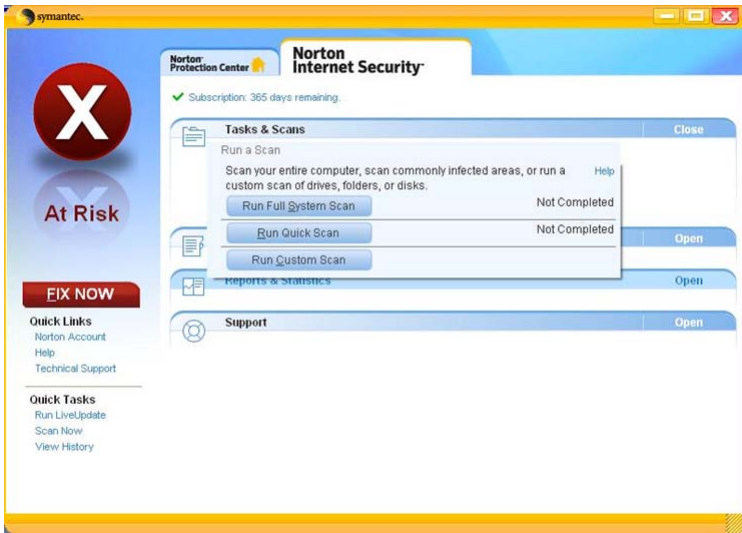 symantec.
Norton
Protection Center
Norton
Internet Security
Subscription: 365 days remaining.
Tasks & Scans
Close
Run a Scan
Scan your entire computer, scan commonly infected areas, or run a
custom scan of drives, folders, or disks.
Help
Run Full System Scan
Not Completed
Run Quick Scan
Not Completed
Open
Run Custom Scan
Reports & Statistics
Open
Support
Open
X
At Risk
FIX NOW
Quick Links
Norton Account
Help
Technical Support
Quick Tasks
Run LiveUpdate
Scan Now
View History